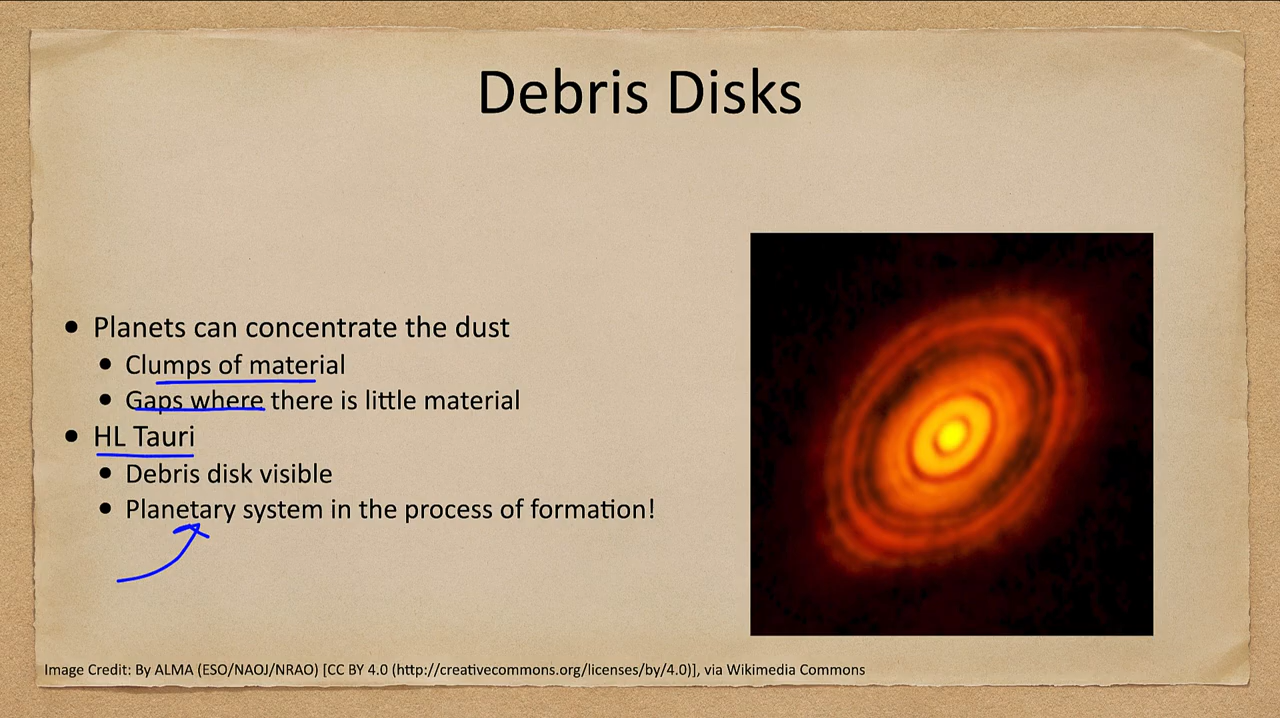 Debris Disks
• Planets can concentrate the dust
• Clumps of material
• Gaps where there is little material
• HL Tauri
• Debris disk visible
• Planetary system in the process of formation!
Image Credit: By ALMA (ESO/NAOJ/NRAO) [CC BY 4.0 (http://creativecommons.org/licenses/by/4.0)], via Wikimedia Commons